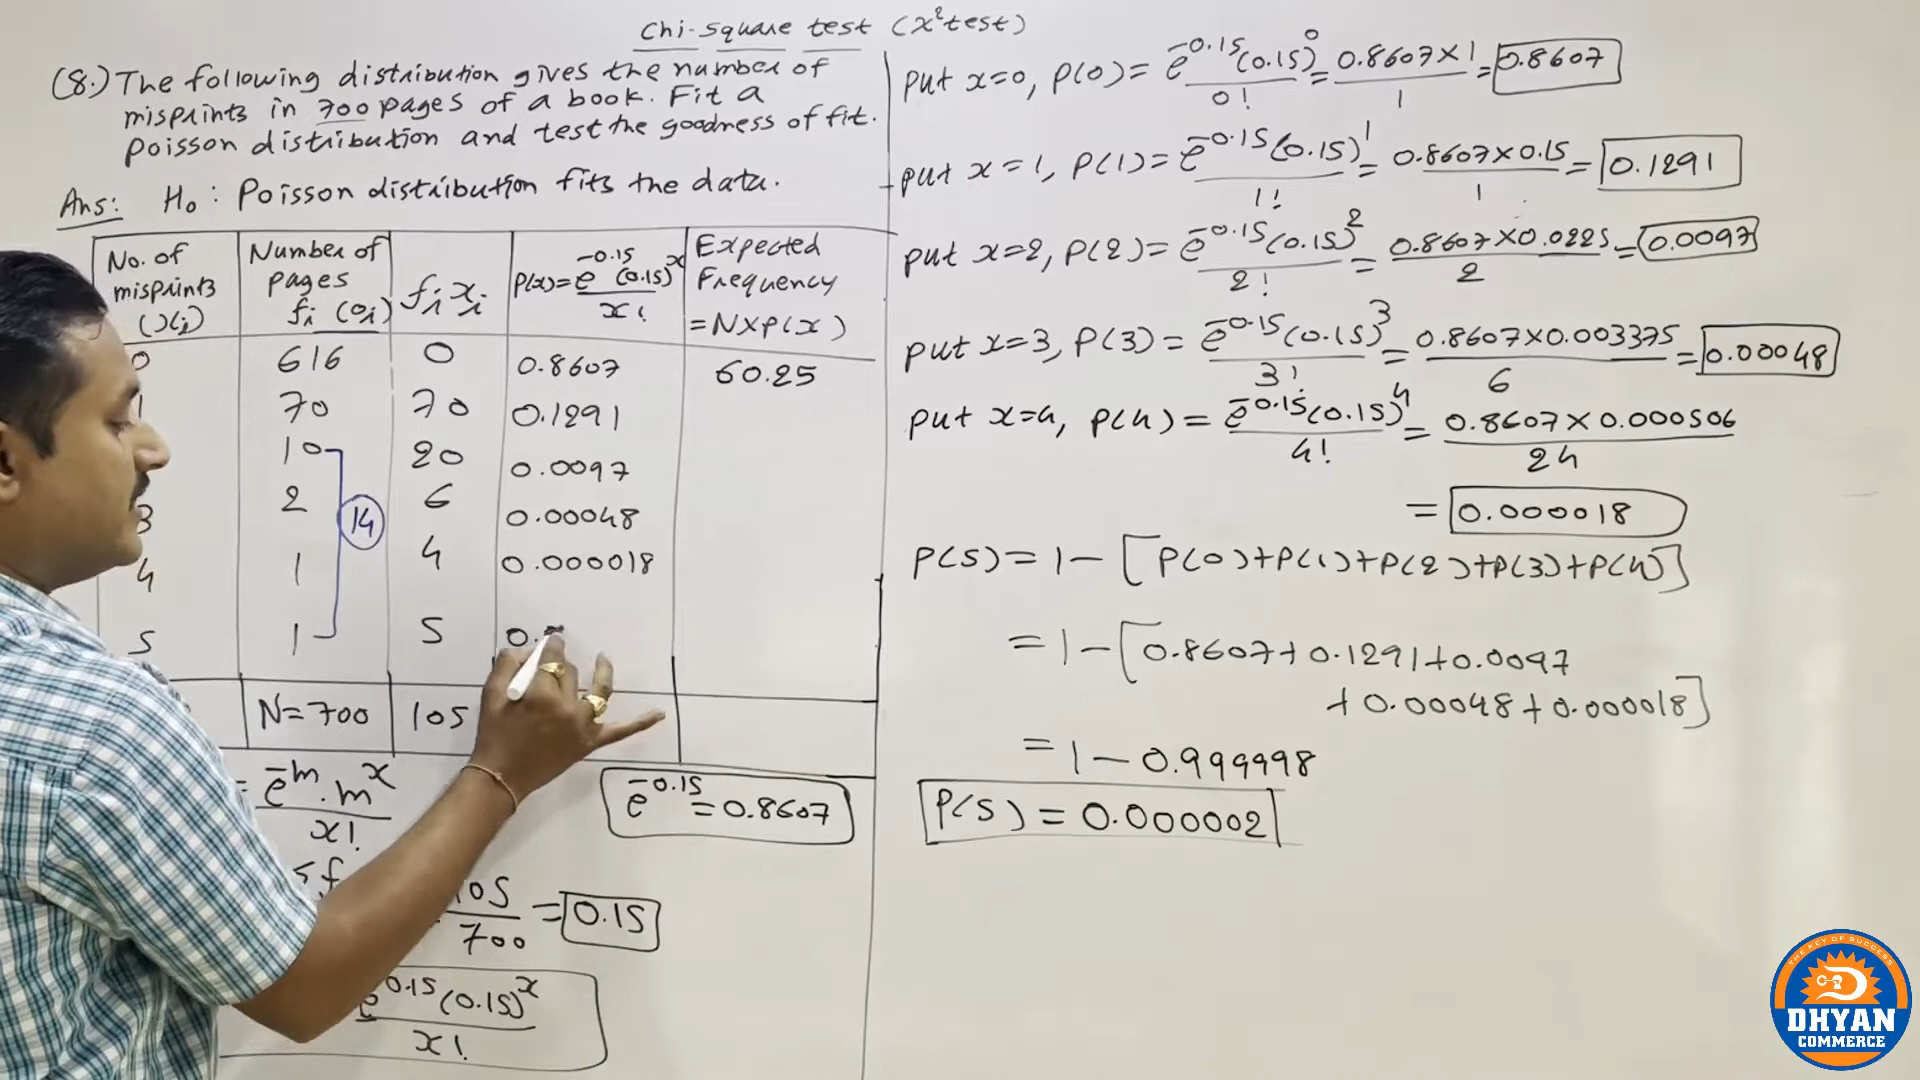 Chi-Square test (x² test)
(8.) The following distribution gives the number of
misprints in 700 pages of a book. Fit a
poisson distribution and test the goodness of fit.
Ans: H₀ : Poisson distribution fits the data.
No. of misprints (xi) | Number of pages fi (oi) | fi xi | P(x)= e^-0.15 (0.15)^x / x! | Expected Frequency =N×P(x)
0 616 0 0.8607 60.25
1 70 70 0.1291
10 20 0.0097
3 2 14 6 0.00048
4 1 4 0.000018
5 1 5 0.
N=700 105
= e^-m . m^x / x!
e^-0.15 = 0.8607
105 / 700 = 0.15
e^-0.15 (0.15)^x / x!
put x=0, P(0)= e^-0.15 (0.15)^0 / 0! = 0.8607×1 / 1 = 0.8607
put x=1, P(1)= e^-0.15 (0.15)^1 / 1! = 0.8607×0.15 / 1 = 0.1291
put x=2, P(2)= e^-0.15 (0.15)^2 / 2! = 0.8607×0.0225 / 2 = 0.0097
put x=3, P(3)= e^-0.15 (0.15)^3 / 3! = 0.8607×0.003375 / 6 = 0.00048
put x=4, P(4)= e^-0.15 (0.15)^4 / 4! = 0.8607×0.000506 / 24
= 0.000018
P(5) = 1 – [P(0)+P(1)+P(2)+P(3)+P(4)]
= 1 – [0.8607+0.1291+0.0097
+ 0.00048+0.000018]
= 1 – 0.999998
P(5) = 0.000002
THE KEY OF SUCCESS
DHYAN
COMMERCE